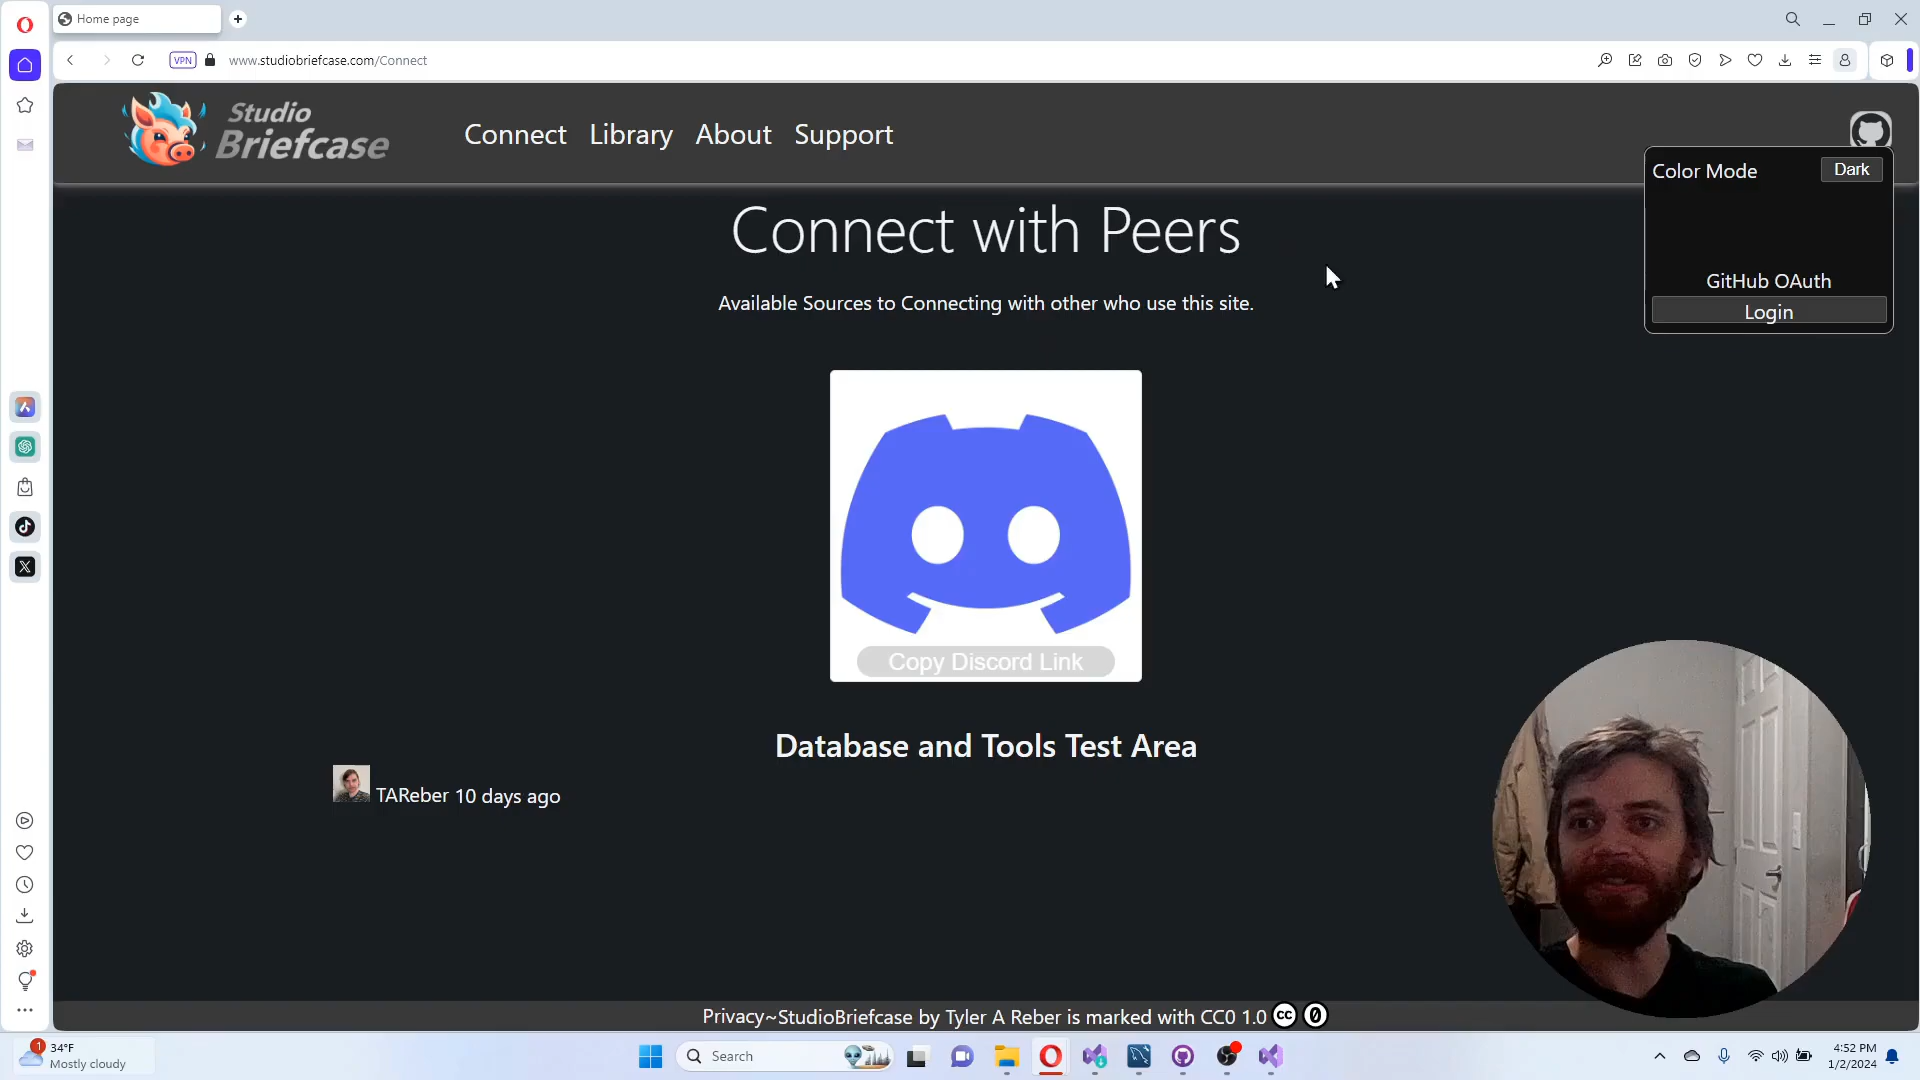 Home page
VPN
www.studiobriefcase.com/Connect
Studio
Briefcase
Connect
Library
About
Support
Color Mode
Dark
GitHub OAuth
Login
Connect with Peers
Available Sources to Connecting with other who use this site.
Copy Discord Link
Database and Tools Test Area
TAReber 10 days ago
Privacy~StudioBriefcase by Tyler A Reber is marked with CC0 1.0
1
34°F
Mostly cloudy
Search
4:52 PM
1/2/2024